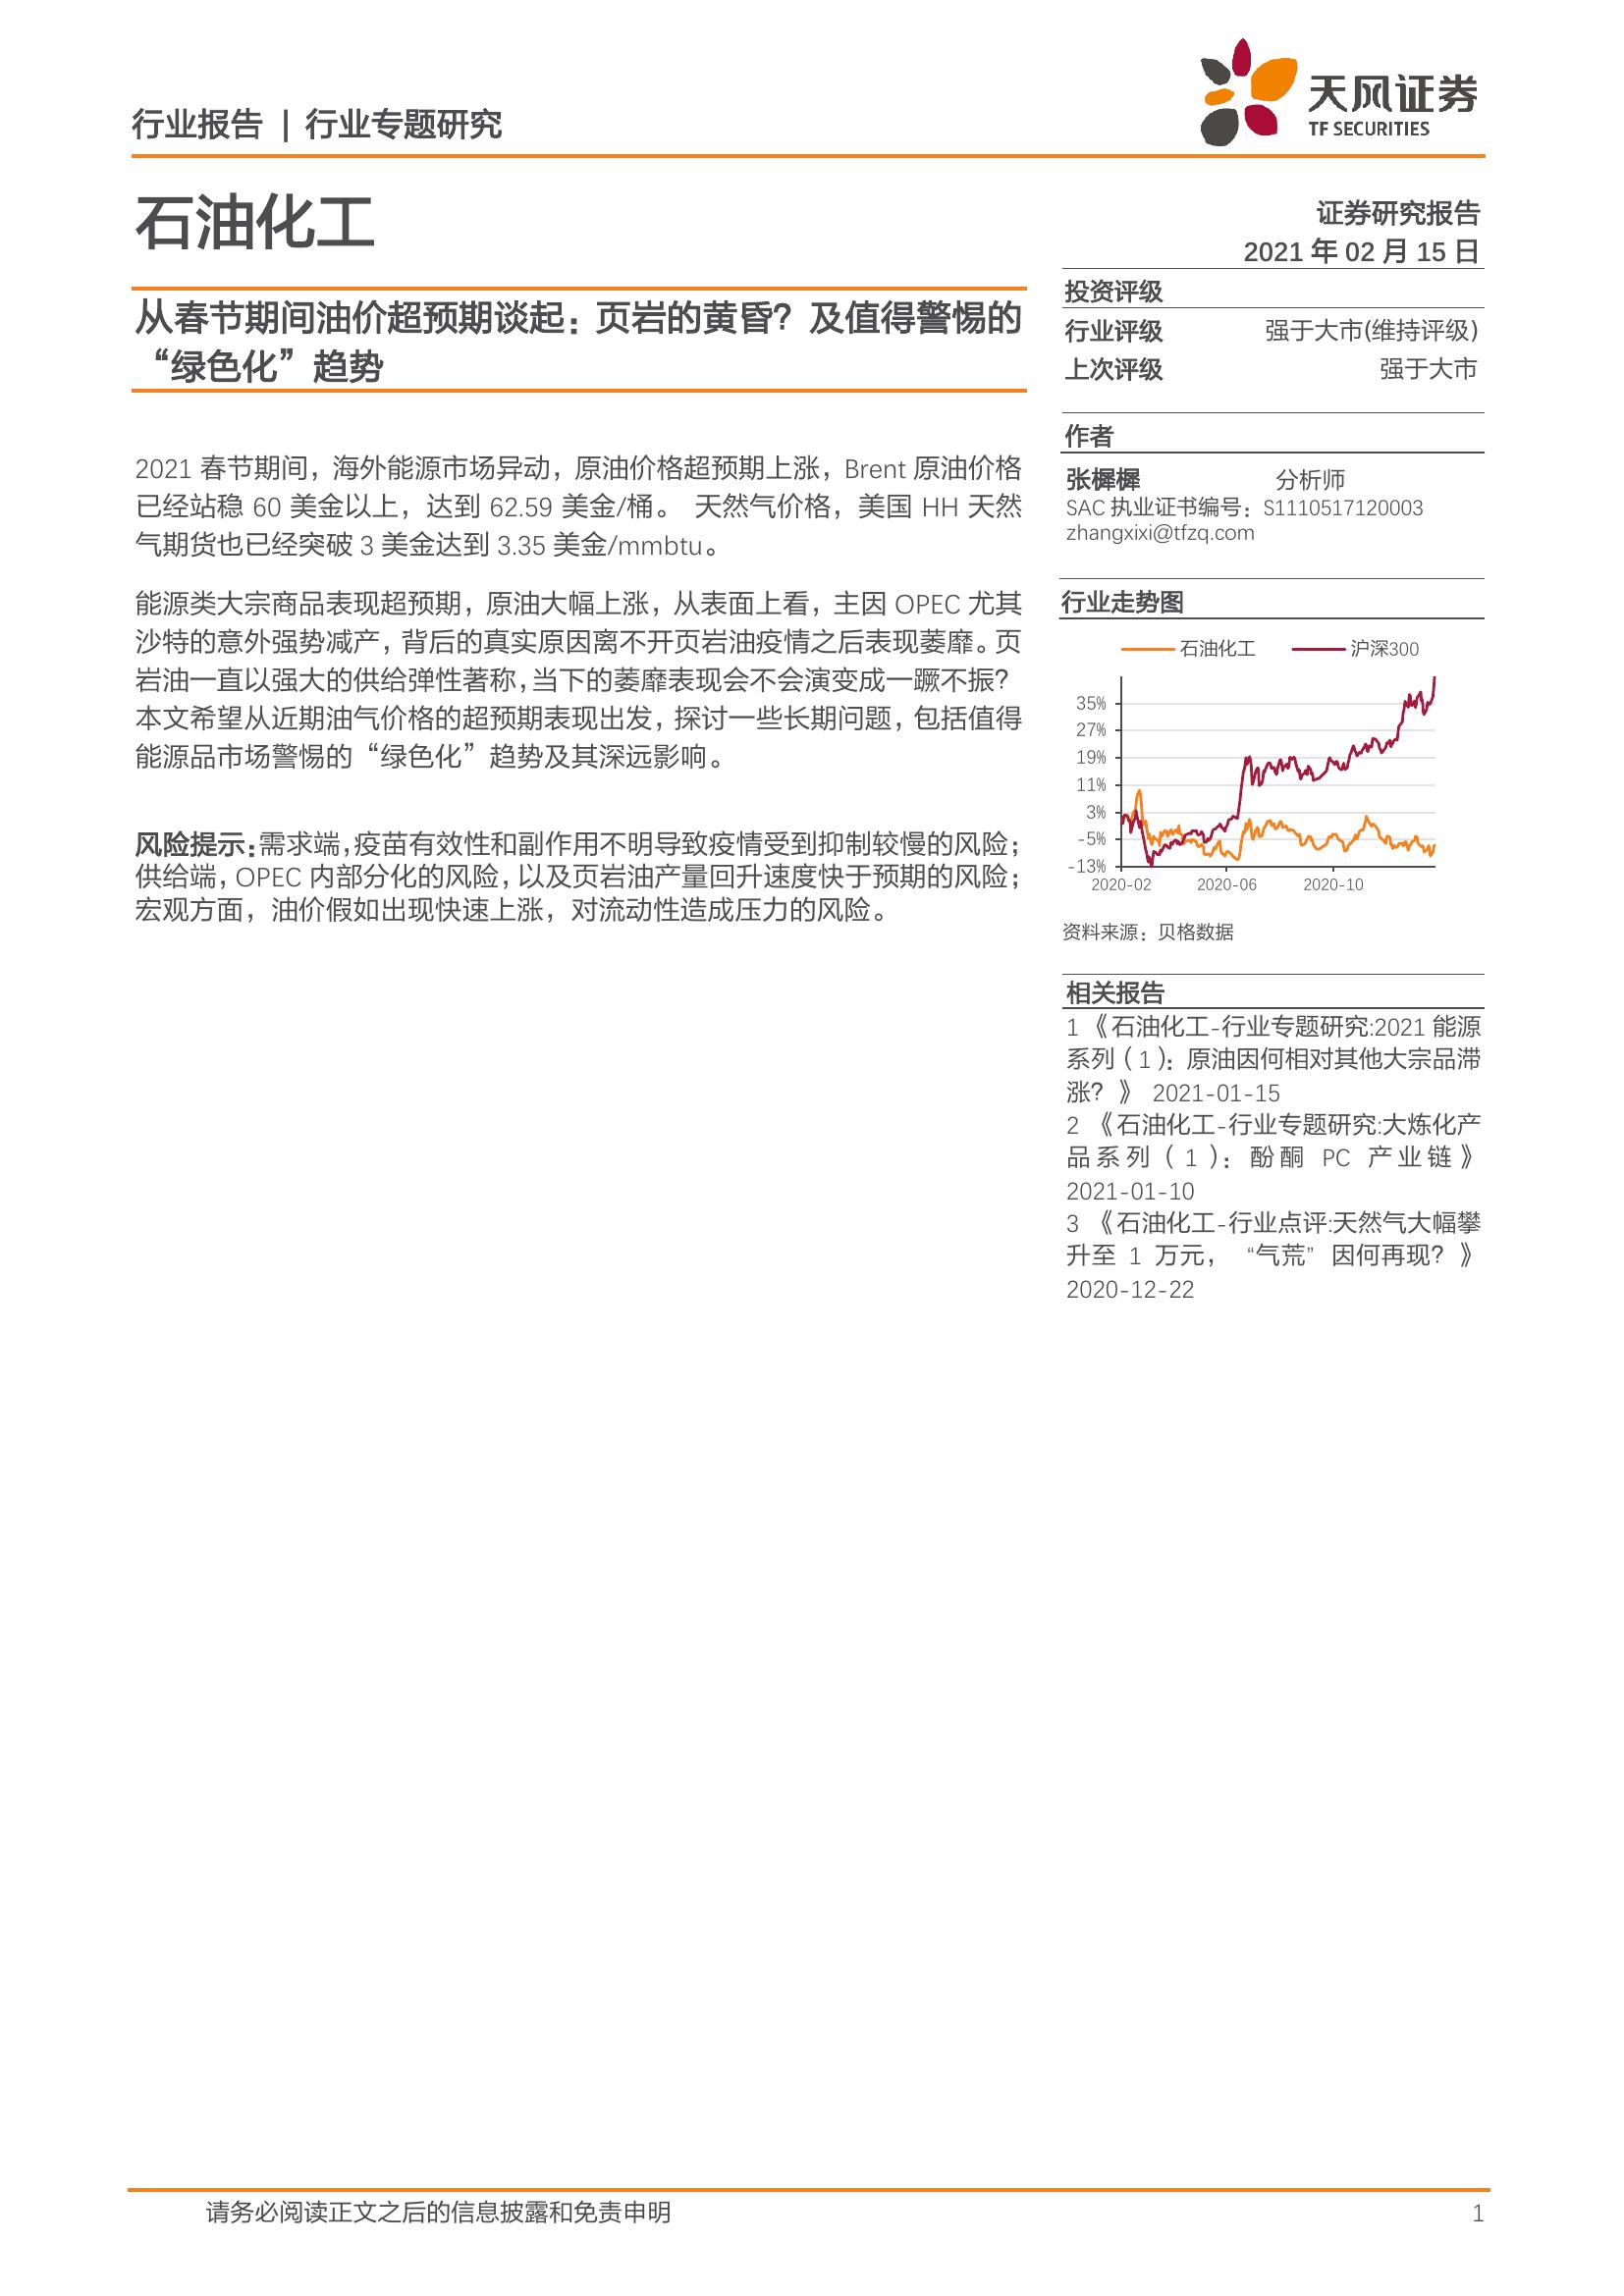 行业报告 | 行业专题研究
天风证券
TF SECURITIES
石油化工
从春节期间油价超预期谈起：页岩的黄昏？及值得警惕的
“绿色化”趋势
2021 春节期间，海外能源市场异动，原油价格超预期上涨，Brent 原油价格
已经站稳 60 美金以上，达到 62.59 美金/桶。 天然气价格，美国 HH 天然
气期货也已经突破 3 美金达到 3.35 美金/mmbtu。
能源类大宗商品表现超预期，原油大幅上涨，从表面上看，主因 OPEC 尤其
沙特的意外强势减产，背后的真实原因离不开页岩油疫情之后表现萎靡。页
岩油一直以强大的供给弹性著称，当下的萎靡表现会不会演变成一蹶不振？
本文希望从近期油气价格的超预期表现出发，探讨一些长期问题，包括值得
能源品市场警惕的“绿色化”趋势及其深远影响。
风险提示：需求端，疫苗有效性和副作用不明导致疫情受到抑制较慢的风险；
供给端，OPEC 内部分化的风险，以及页岩油产量回升速度快于预期的风险；
宏观方面，油价假如出现快速上涨，对流动性造成压力的风险。
证券研究报告
2021 年 02 月 15 日
投资评级
行业评级 强于大市(维持评级)
上次评级 强于大市
作者
张樨樨 分析师
SAC 执业证书编号：S1110517120003
zhangxixi@tfzq.com
行业走势图
石油化工 沪深300
35%
27%
19%
11%
3%
-5%
-13%
2020-02 2020-06 2020-10
资料来源：贝格数据
相关报告
1 《石油化工-行业专题研究:2021 能源
系列（1）：原油因何相对其他大宗品滞
涨？》 2021-01-15
2 《石油化工-行业专题研究:大炼化产
品系列（1）：酚酮 PC 产业链》
2021-01-10
3 《石油化工-行业点评:天然气大幅攀
升至 1 万元， “气荒” 因何再现？》
2020-12-22
请务必阅读正文之后的信息披露和免责申明 1